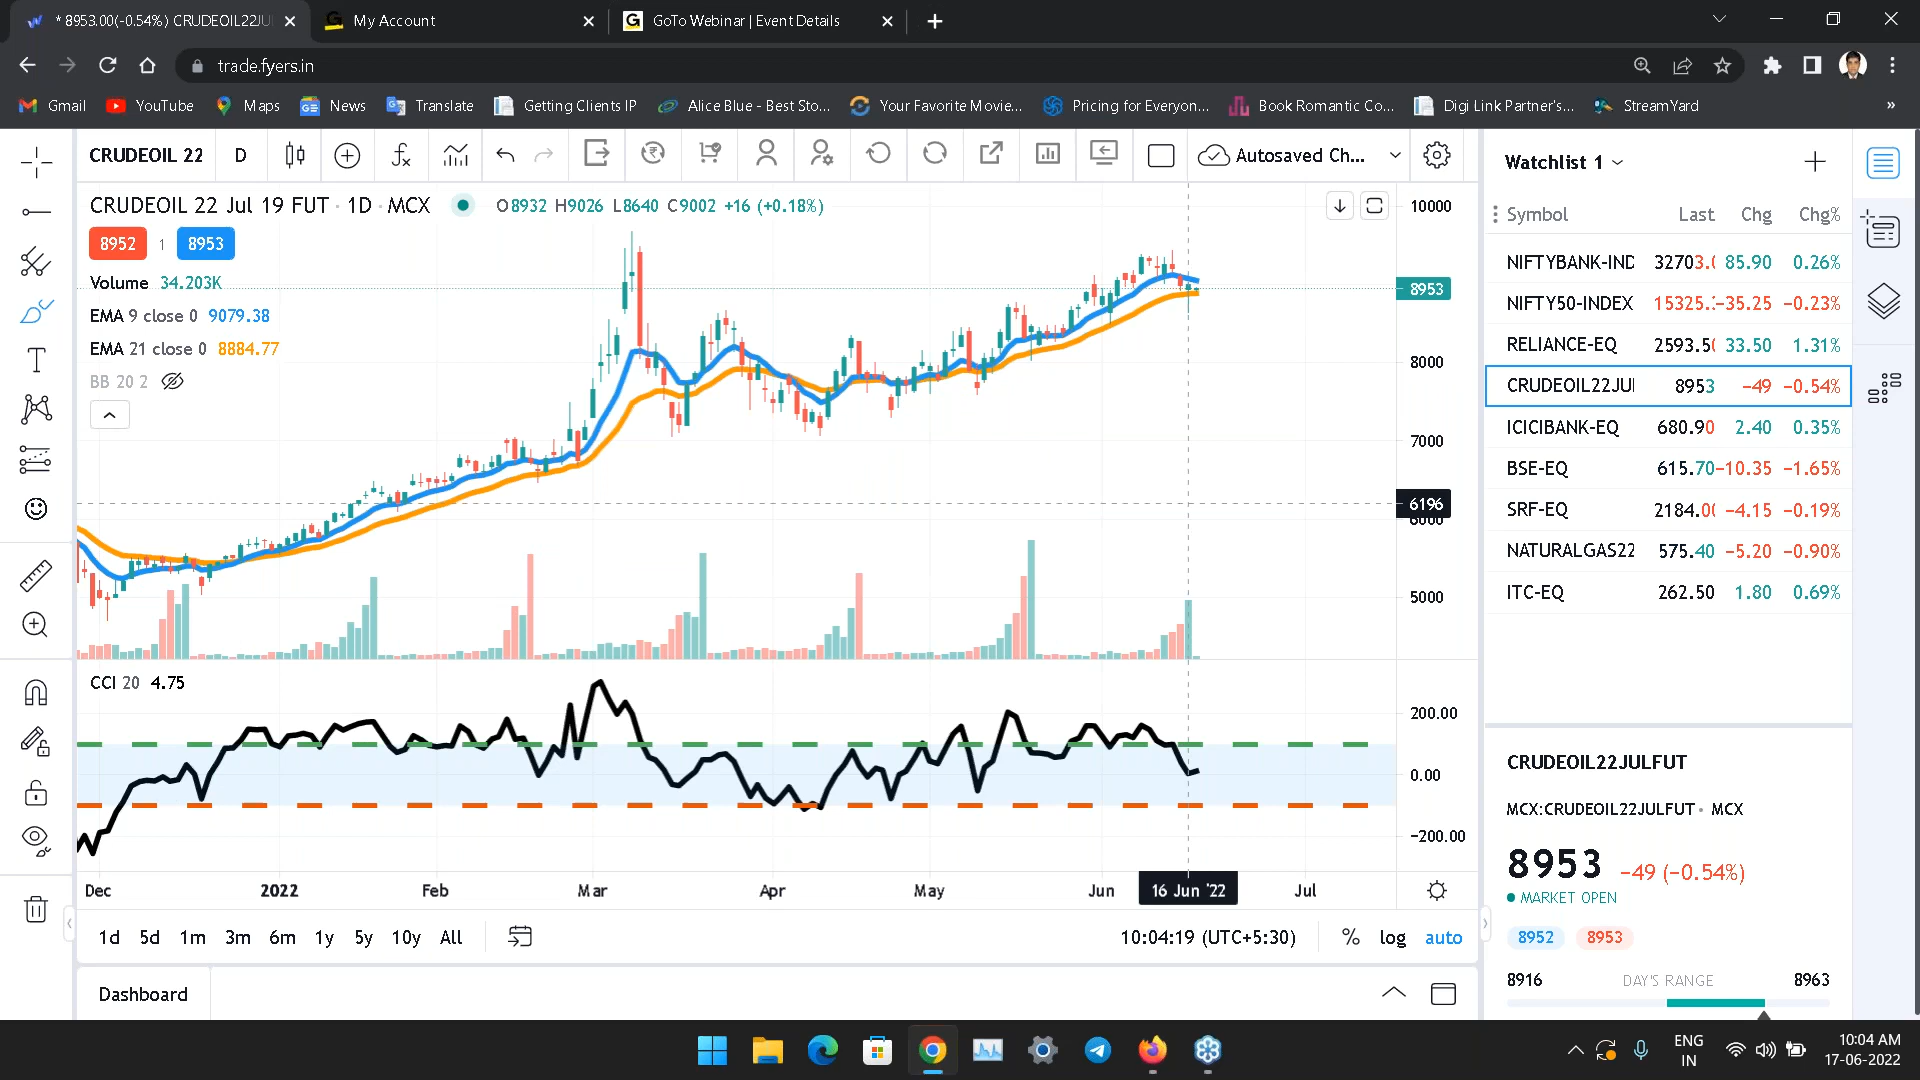 * 8953.00(-0.54%) CRUDEOIL22JU
My Account
GoTo Webinar | Event Details
trade.fyers.in
Gmail
YouTube
Maps
News
Translate
Getting Clients IP
Alice Blue - Best Sto...
Your Favorite Movie...
Pricing for Everyon...
Book Romantic Co...
Digi Link Partner's...
StreamYard
»
CRUDEOIL 22
D
Autosaved Ch...
CRUDEOIL 22 Jul 19 FUT · 1D · MCX
O8932 H9026 L8640 C9002 +16 (+0.18%)
8952
1
8953
Volume 34.203K
EMA 9 close 0 9079.38
EMA 21 close 0 8884.77
BB 20 2
10000
8953
8000
7000
6196
6000
5000
CCI 20 4.75
200.00
0.00
−200.00
Dec
2022
Feb
Mar
Apr
May
Jun
16 Jun '22
Jul
1d
5d
1m
3m
6m
1y
5y
10y
All
10:04:19 (UTC+5:30)
%
log
auto
Dashboard
Watchlist 1
Symbol Last Chg Chg%
NIFTYBANK-IND 32703.( 85.90 0.26%
NIFTY50-INDEX 15325. −35.25 −0.23%
RELIANCE-EQ 2593.5( 33.50 1.31%
CRUDEOIL22JUI 8953 −49 −0.54%
ICICIBANK-EQ 680.90 2.40 0.35%
BSE-EQ 615.70 −10.35 −1.65%
SRF-EQ 2184.0( −4.15 −0.19%
NATURALGAS22 575.40 −5.20 −0.90%
ITC-EQ 262.50 1.80 0.69%
CRUDEOIL22JULFUT
MCX:CRUDEOIL22JULFUT • MCX
8953 −49 (−0.54%)
MARKET OPEN
8952
8953
8916 DAY'S RANGE 8963
ENG
IN
10:04 AM
17-06-2022